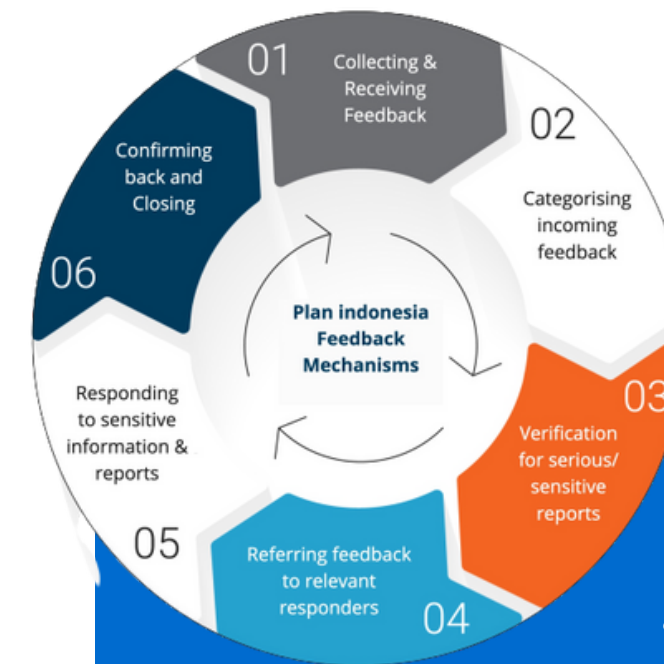 01
Collecting &
Receiving
Feedback
02
Categorising
incoming
feedback
03
Verification
for serious/
sensitive
reports
04
Referring feedback
to relevant
responders
05
Responding
to sensitive
information &
reports
06
Confirming
back and
Closing
Plan indonesia
Feedback
Mechanisms